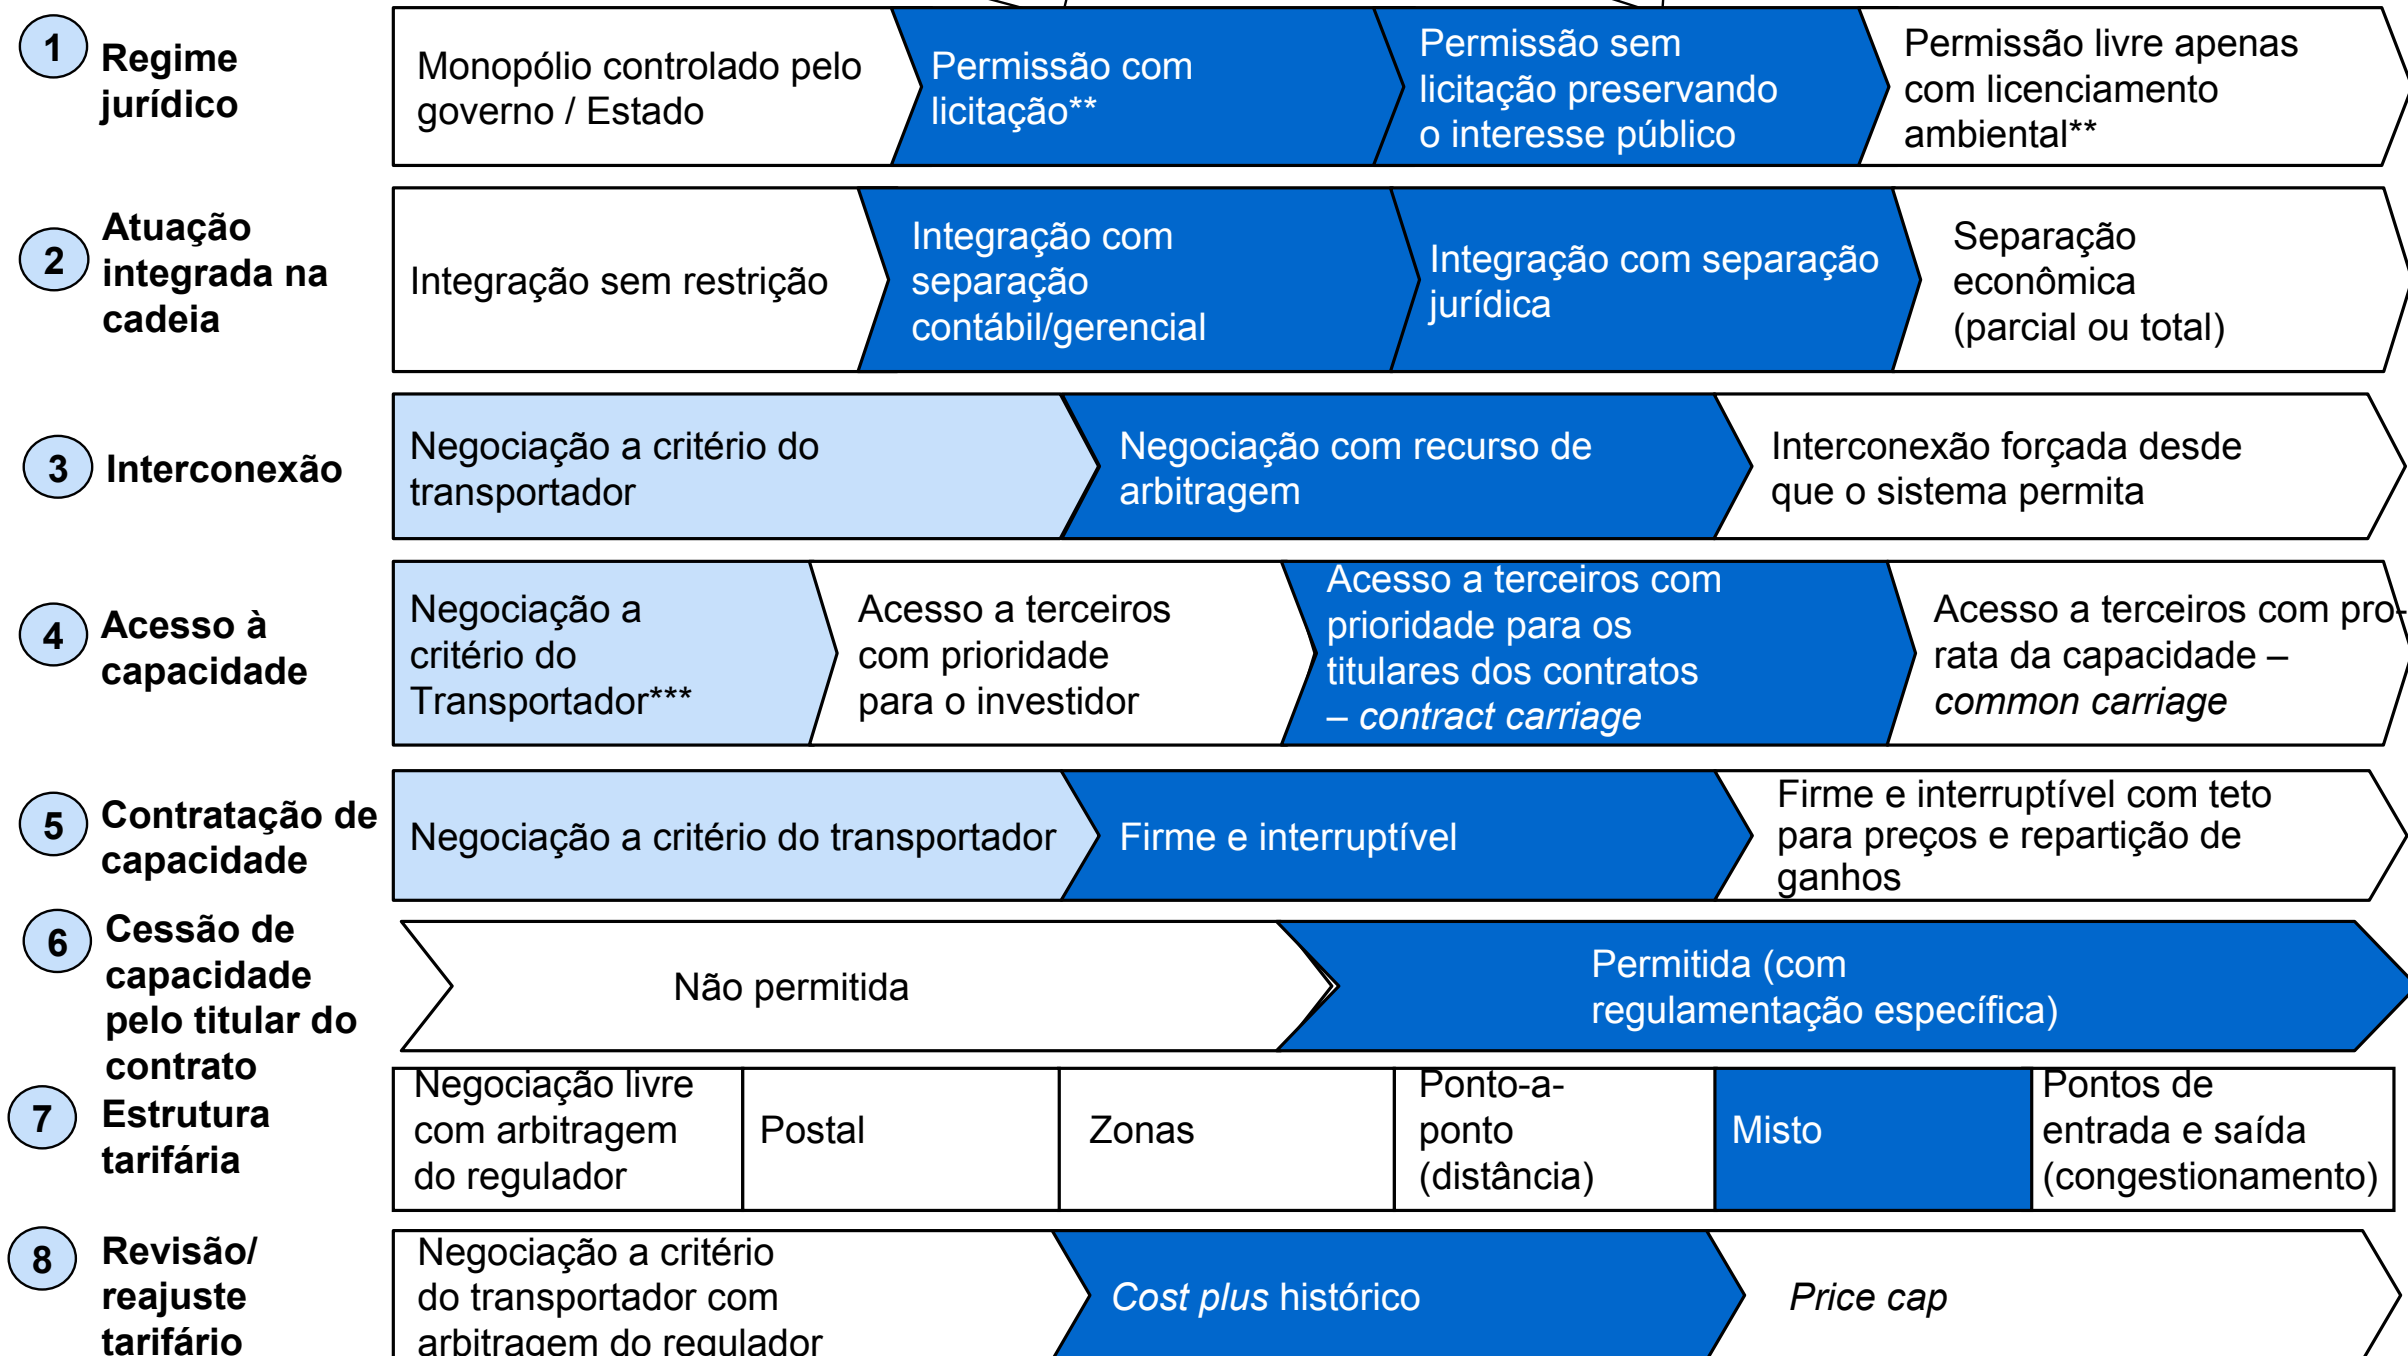 1
Regime
jurídico
Monopólio controlado pelo
governo / Estado
Permissão com
licitação**
Permissão sem
licitação preservando
o interesse público
Permissão livre apenas
com licenciamento
ambiental**
2
Atuação
integrada na
cadeia
Integração sem restrição
Integração com
separação
contábil/gerencial
Integração com separação
jurídica
Separação
econômica
(parcial ou total)
3
Interconexão
Negociação a critério do
transportador
Negociação com recurso de
arbitragem
Interconexão forçada desde
que o sistema permita
4
Acesso à
capacidade
Negociação a
critério do
Transportador***
Acesso a terceiros
com prioridade
para o investidor
Acesso a terceiros com
prioridade para os
titulares dos contratos
– contract carriage
Acesso a terceiros com pro-
rata da capacidade –
common carriage
5
Contratação de
capacidade
Negociação a critério do transportador
Firme e interruptível
Firme e interruptível com teto
para preços e repartição de
ganhos
6
Cessão de
capacidade
pelo titular do
contrato
Não permitida
Permitida (com
regulamentação específica)
7
Estrutura
tarifária
Negociação livre
com arbitragem
do regulador
Postal
Zonas
Ponto-a-
ponto
(distância)
Misto
Pontos de
entrada e saída
(congestionamento)
8
Revisão/
reajuste
tarifário
Negociação a critério
do transportador com
arbitragem do regulador
Cost plus histórico
Price cap